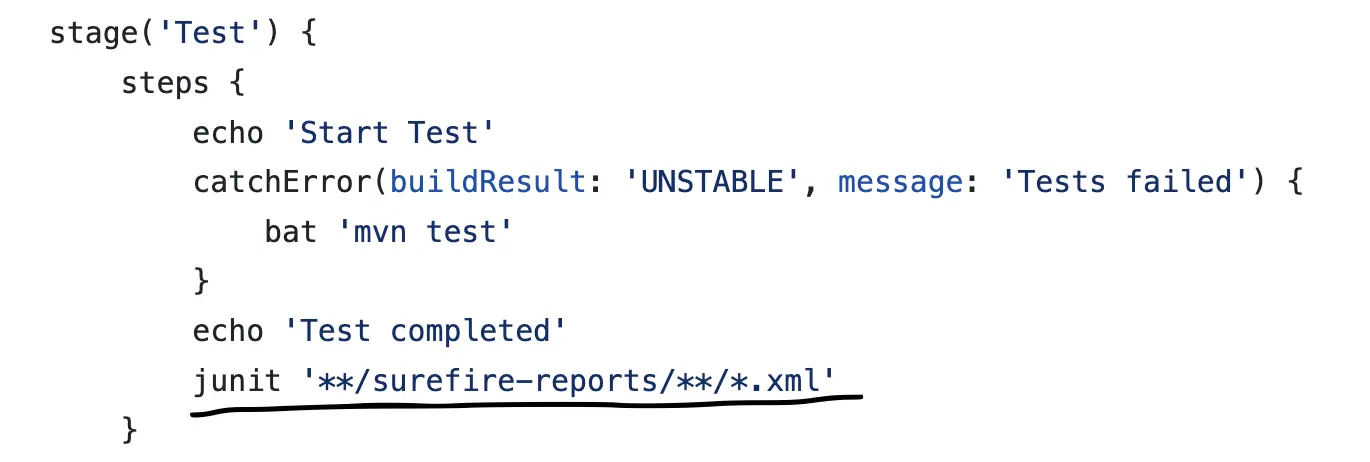 stage('Test') {
steps {
echo 'Start Test'
catchError(buildResult: 'UNSTABLE', message: 'Tests failed') {
bat 'mvn test'
}
echo 'Test completed'
junit '**/surefire-reports/**/*.xml'
}